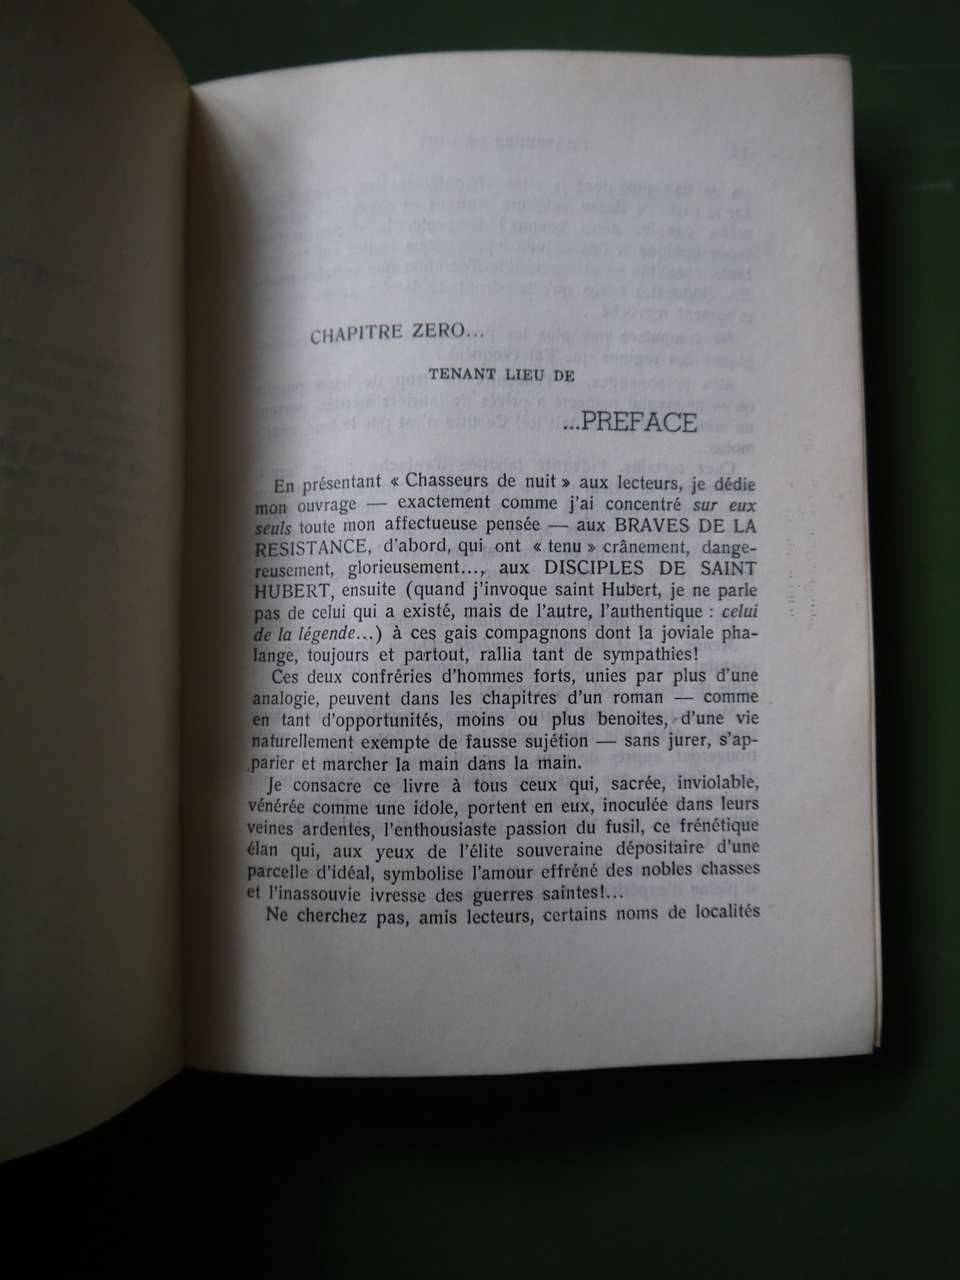 CHAPITRE ZERO...
TENANT LIEU DE
...PREFACE
En présentant « Chasseurs de nuit » aux lecteurs, je dédie
mon ouvrage — exactement comme j'ai concentré sur eux
seuls toute mon affectueuse pensée — aux BRAVES DE LA
RESISTANCE, d'abord, qui ont « tenu » crânement, dange-
reusement, glorieusement..., aux DISCIPLES DE SAINT
HUBERT, ensuite (quand j'invoque saint Hubert, je ne parle
pas de celui qui a existé, mais de l'autre, l'authentique : celui
de la légende...) à ces gais compagnons dont la joviale pha-
lange, toujours et partout, rallia tant de sympathies!
Ces deux confréries d'hommes forts, unies par plus d'une
analogie, peuvent dans les chapitres d'un roman — comme
en tant d'opportunités, moins ou plus benoites, d'une vie
naturellement exempte de fausse sujétion — sans jurer, s'ap-
parier et marcher la main dans la main.
Je consacre ce livre à tous ceux qui, sacrée, inviolable,
vénérée comme une idole, portent en eux, inoculée dans leurs
veines ardentes, l'enthousiaste passion du fusil, ce frénétique
élan qui, aux yeux de l'élite souveraine dépositaire d'une
parcelle d'idéal, symbolise l'amour effréné des nobles chasses
et l'inassouvie ivresse des guerres saintes!...
Ne cherchez pas, amis lecteurs, certains noms de localités